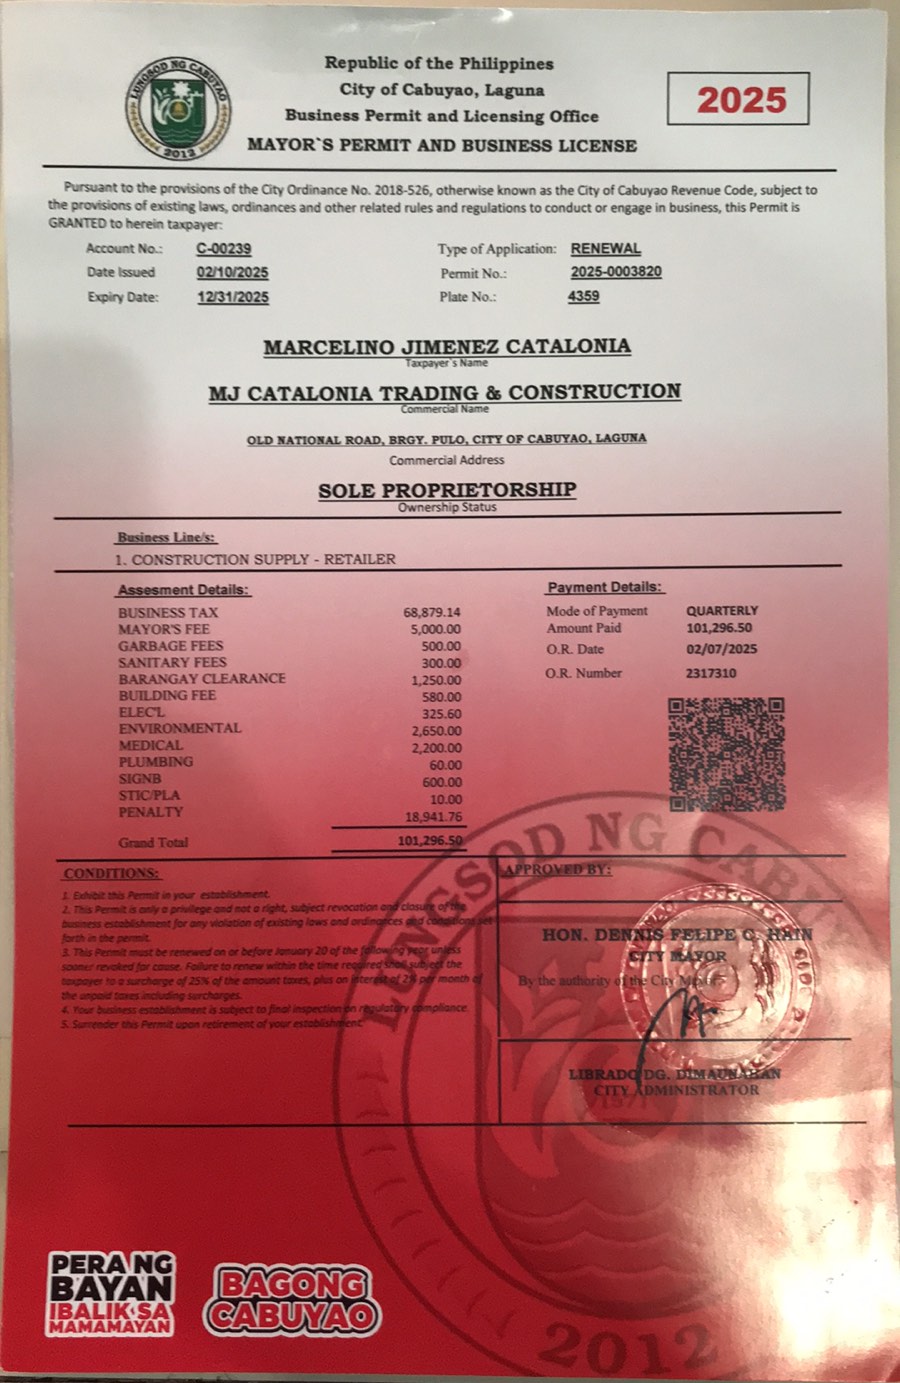 LUNGSOD NG CABUYAO
2012
Republic of the Philippines
City of Cabuyao, Laguna
Business Permit and Licensing Office
MAYOR`S PERMIT AND BUSINESS LICENSE
2025
Pursuant to the provisions of the City Ordinance No. 2018-526, otherwise known as the City of Cabuyao Revenue Code, subject to
the provisions of existing laws, ordinances and other related rules and regulations to conduct or engage in business, this Permit is
GRANTED to herein taxpayer:
Account No.: C-00239 Type of Application: RENEWAL
Date Issued 02/10/2025 Permit No.: 2025-0003820
Expiry Date: 12/31/2025 Plate No.: 4359
MARCELINO JIMENEZ CATALONIA
Taxpayer`s Name
MJ CATALONIA TRADING & CONSTRUCTION
Commercial Name
OLD NATIONAL ROAD, BRGY. PULO, CITY OF CABUYAO, LAGUNA
Commercial Address
SOLE PROPRIETORSHIP
Ownership Status
Business Line/s:
1. CONSTRUCTION SUPPLY - RETAILER
Assesment Details:
BUSINESS TAX 68,879.14
MAYOR'S FEE 5,000.00
GARBAGE FEES 500.00
SANITARY FEES 300.00
BARANGAY CLEARANCE 1,250.00
BUILDING FEE 580.00
ELEC'L 325.60
ENVIRONMENTAL 2,650.00
MEDICAL 2,200.00
PLUMBING 60.00
SIGNB 600.00
STIC/PLA 10.00
PENALTY 18,941.76
Grand Total 101,296.50
Payment Details:
Mode of Payment QUARTERLY
Amount Paid 101,296.50
O.R. Date 02/07/2025
O.R. Number 2317310
CONDITIONS:
1. Exhibit this Permit in your establishment.
2. This Permit is only a privilege and not a right, subject revocation and closure of the
business establishment for any violation of existing laws and ordinances and conditions set
forth in the permit.
3. This Permit must be renewed on or before January 20 of the following year unless
sooner revoked for cause. Failure to renew within the time required shall subject the
taxpayer to a surcharge of 25% of the amount taxes, plus an interest of 2% per month of
the unpaid taxes including surcharges.
4. Your business establishment is subject to final inspection on regulatory compliance.
5. Surrender this Permit upon retirement of your establishment.
APPROVED BY:
HON. DENNIS FELIPE C. HAIN
CITY MAYOR
By the authority of the City Mayor:
LIBRADO DG. DIMAUNAHAN
CITY ADMINISTRATOR
LUNGSOD NG CABUYAO
2012
PERA NG
BAYAN
IBALIK SA
MAMAMAYAN
BAGONG
CABUYAO